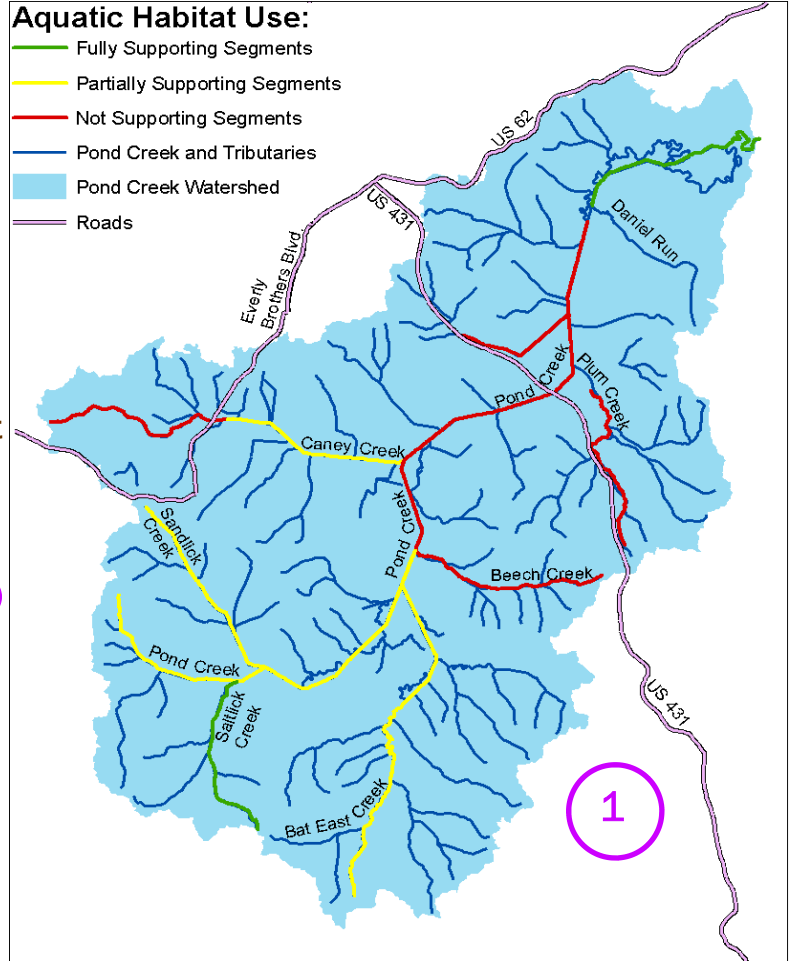 Aquatic Habitat Use:
Fully Supporting Segments
Partially Supporting Segments
Not Supporting Segments
Pond Creek and Tributaries
Pond Creek Watershed
Roads
US 62
US 431
Everly
Brothers Blvd.
Daniel Run
Plum Creek
Pond Creek
Caney Creek
Pond Creek
Sandlick
Creek
Beech Creek
Pond Creek
Saltlick
Creek
US 431
Bat East Creek
1